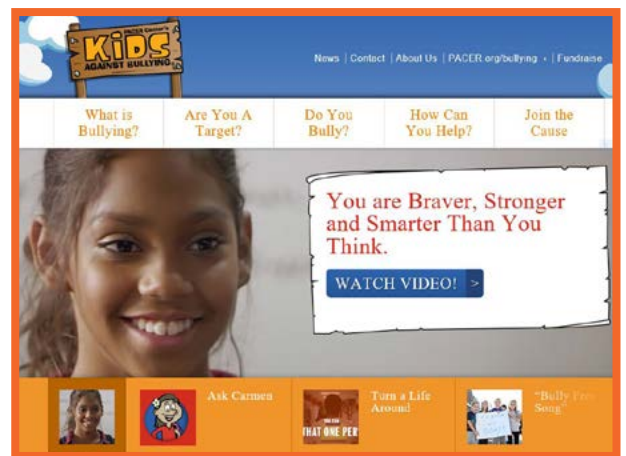 PACER Center's
KiDS
AGAINST BULLYING
News | Contact | About Us | PACER.org/bullying | Fundraise
What is
Bullying?
Are You A
Target?
Do You
Bully?
How Can
You Help?
Join the
Cause
You are Braver, Stronger
and Smarter Than You
Think.
WATCH VIDEO! >
Ask Carmen
Turn a Life
Around
THAT ONE PER
"Bully Free
Song"